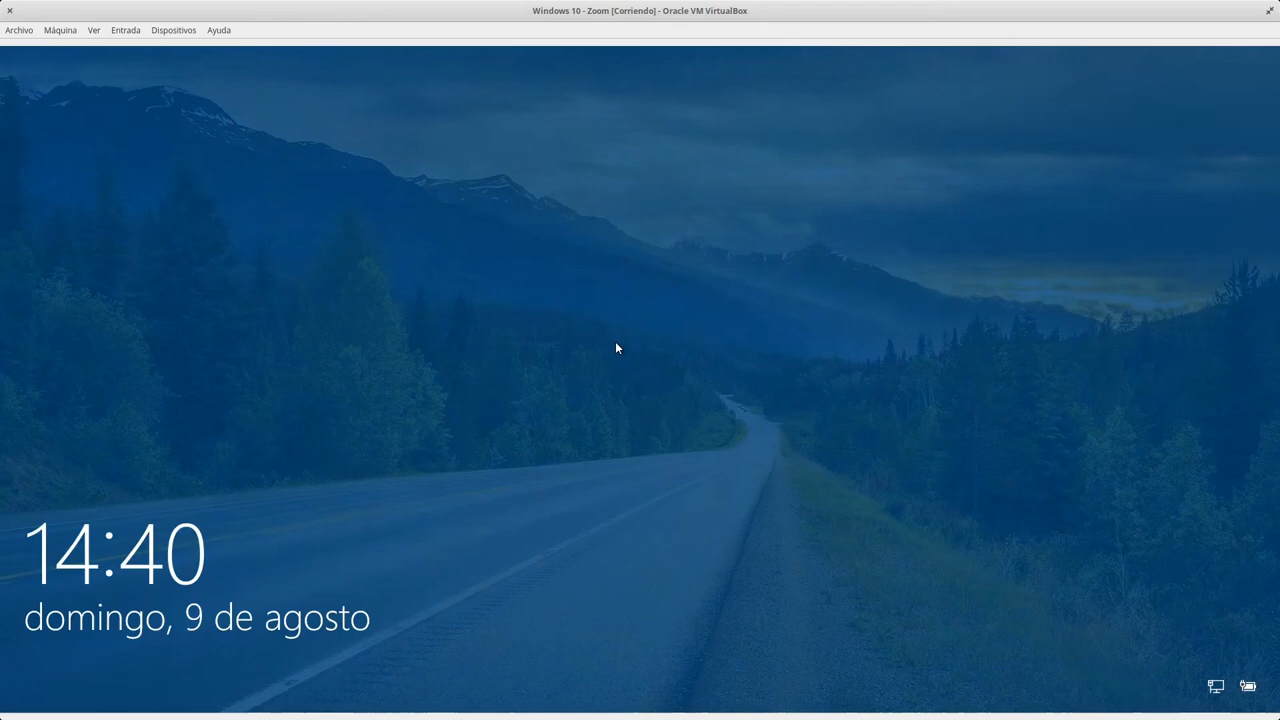 Windows 10 - Zoom [Corriendo] - Oracle VM VirtualBox
Archivo Máquina Ver Entrada Dispositivos Ayuda
14:40
domingo, 9 de agosto